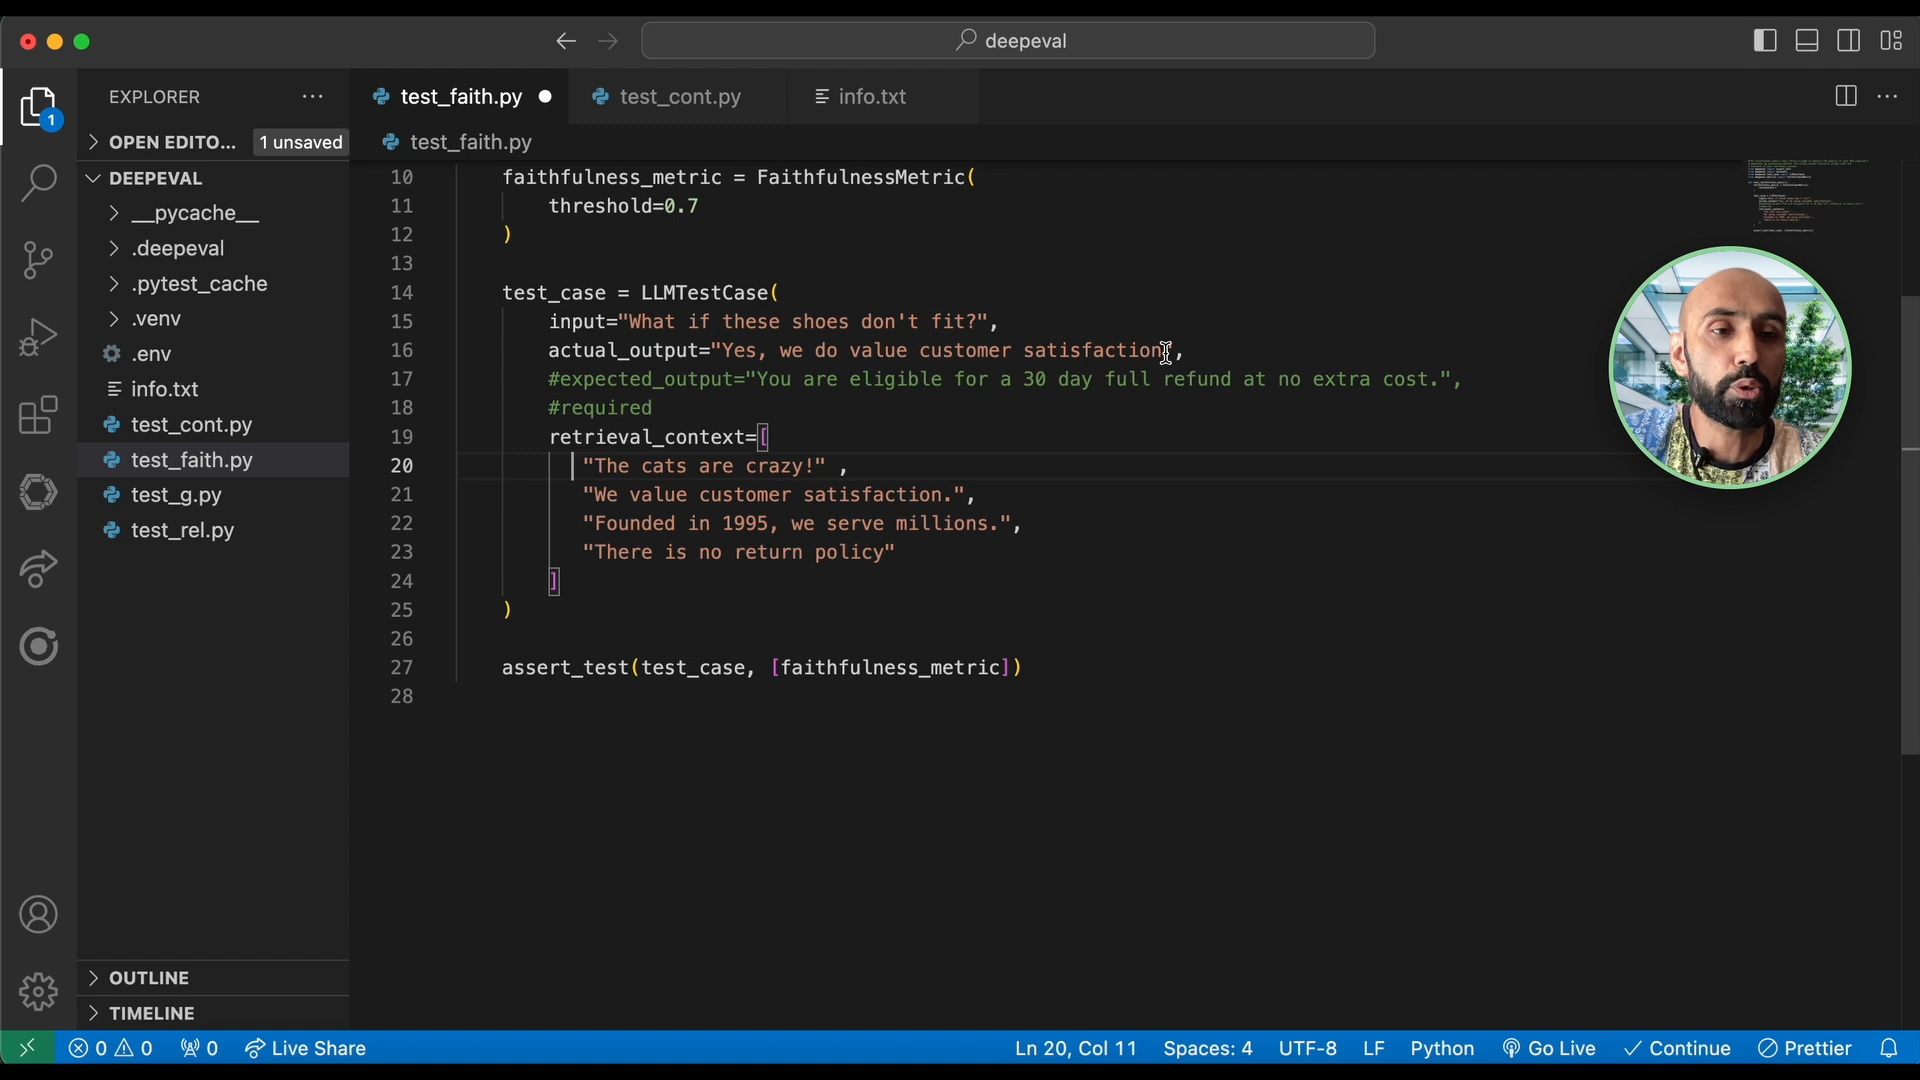 deepeval
EXPLORER
test_faith.py
test_cont.py
info.txt
1
OPEN EDITO...
1 unsaved
test_faith.py
DEEPEVAL
__pycache__
.deepeval
.pytest_cache
.venv
.env
info.txt
test_cont.py
test_faith.py
test_g.py
test_rel.py
10 faithfulness_metric = FaithfulnessMetric(
11 threshold=0.7
12 )
13
14 test_case = LLMTestCase(
15 input="What if these shoes don't fit?",
16 actual_output="Yes, we do value customer satisfaction",
17 #expected_output="You are eligible for a 30 day full refund at no extra cost.",
18 #required
19 retrieval_context=[
20 "The cats are crazy!" ,
21 "We value customer satisfaction.",
22 "Founded in 1995, we serve millions.",
23 "There is no return policy"
24 ]
25 )
26
27 assert_test(test_case, [faithfulness_metric])
28
OUTLINE
TIMELINE
0 0 0 Live Share Ln 20, Col 11 Spaces: 4 UTF-8 LF Python Go Live Continue Prettier